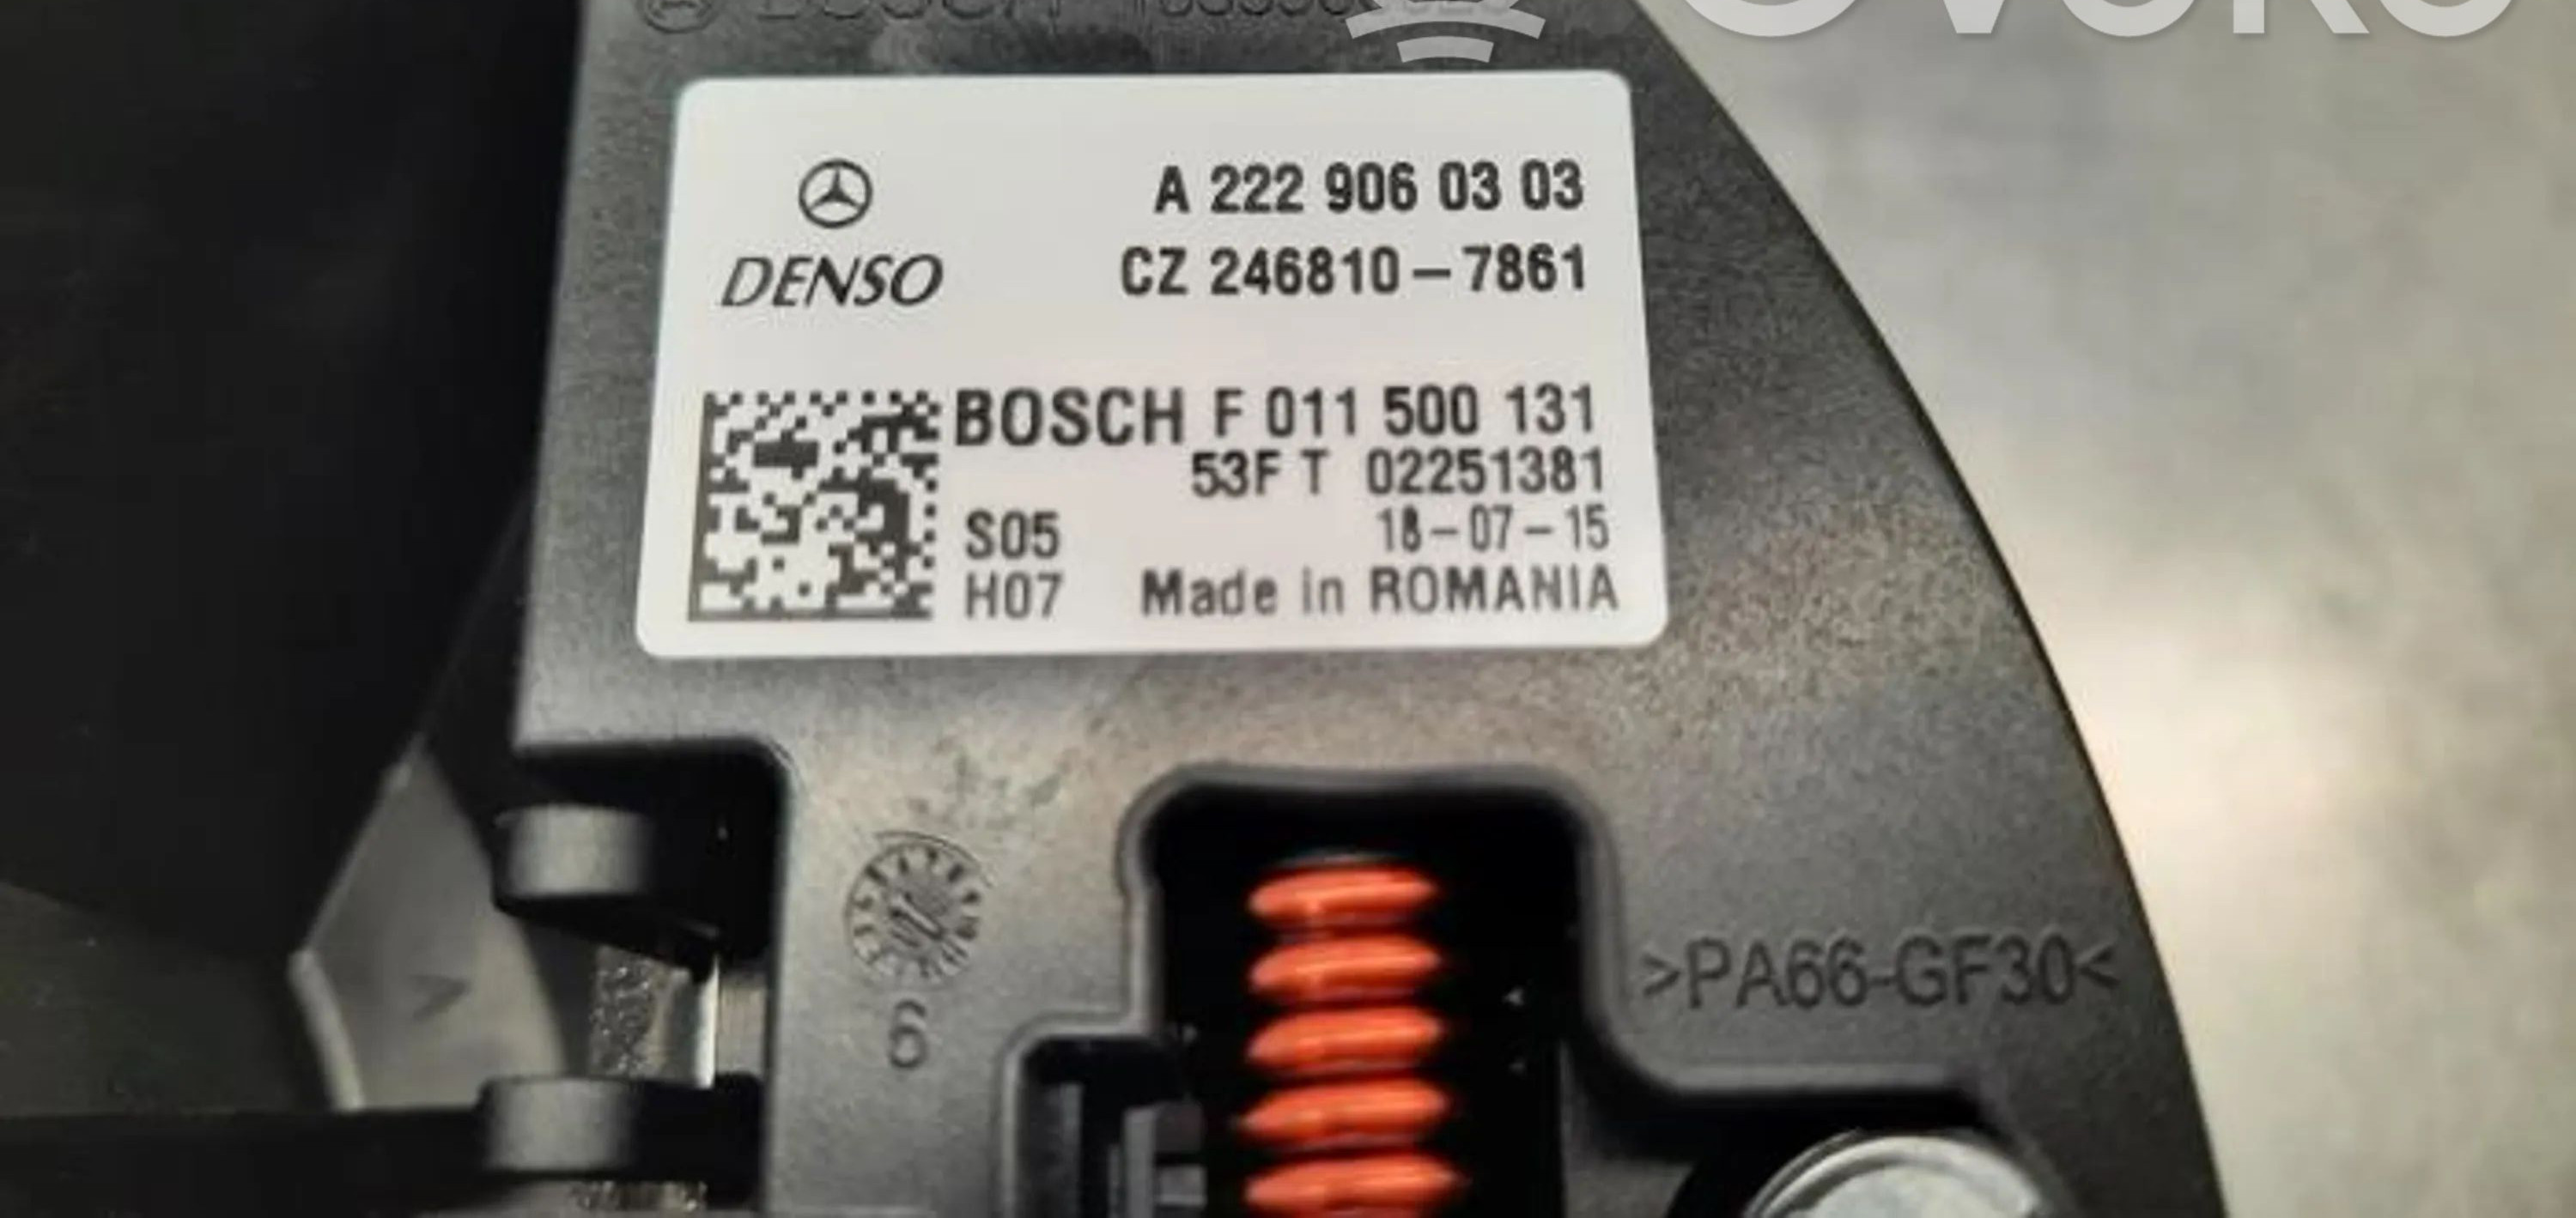 A 222 906 03 03
DENSO
CZ 246810-7861
BOSCH F 011 500 131
53F T 02251381
S05
18-07-15
H07
Made in ROMANIA
6
>PA66-GF30<